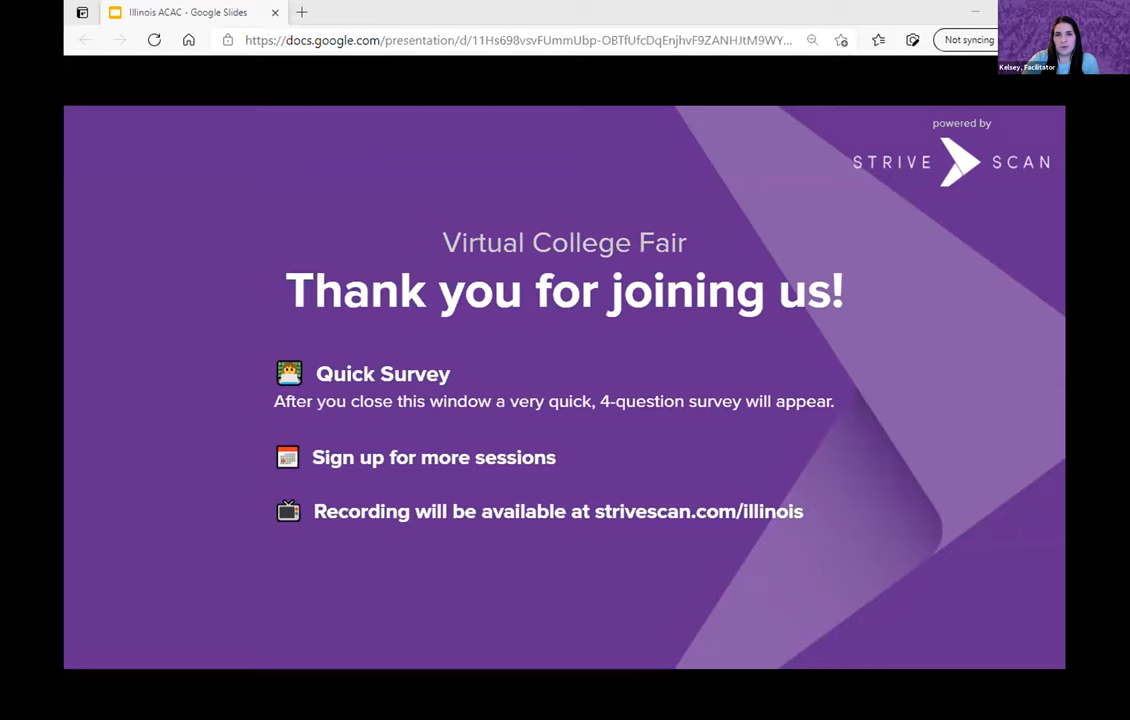 Illinois ACAC - Google Slides
https://docs.google.com/presentation/d/11Hs698vsvFUmmUbp-OBTfUfcDqEnjhvF9ZANHJtM9WY...
Not syncing
Kelsey, Facilitator
powered by
STRIVE SCAN
Virtual College Fair
Thank you for joining us!
Quick Survey
After you close this window a very quick, 4-question survey will appear.
Sign up for more sessions
Recording will be available at strivescan.com/illinois